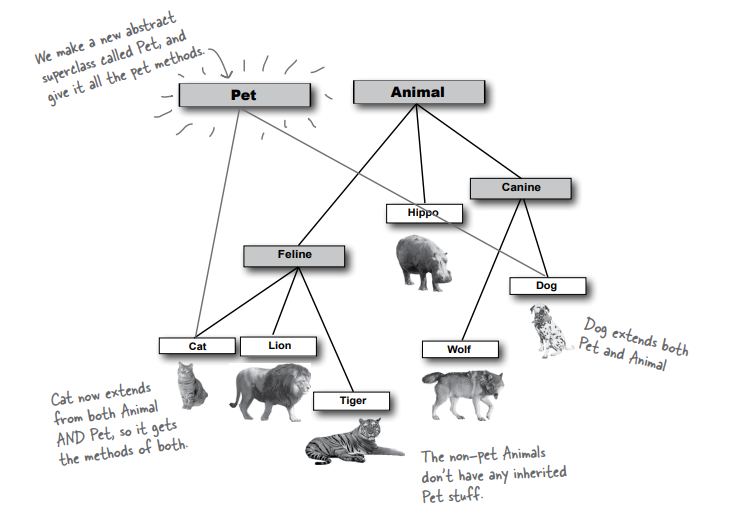 We make a new abstract
superclass called Pet, and
give it all the Pet methods.
Pet
Animal
Canine
Hippo
Feline
Dog
Dog extends both
Pet and Animal
Cat
Lion
Wolf
Tiger
Cat now extends
from both Animal
AND Pet, so it gets
the methods of both.
The non-pet Animals
don't have any inherited
Pet stuff.